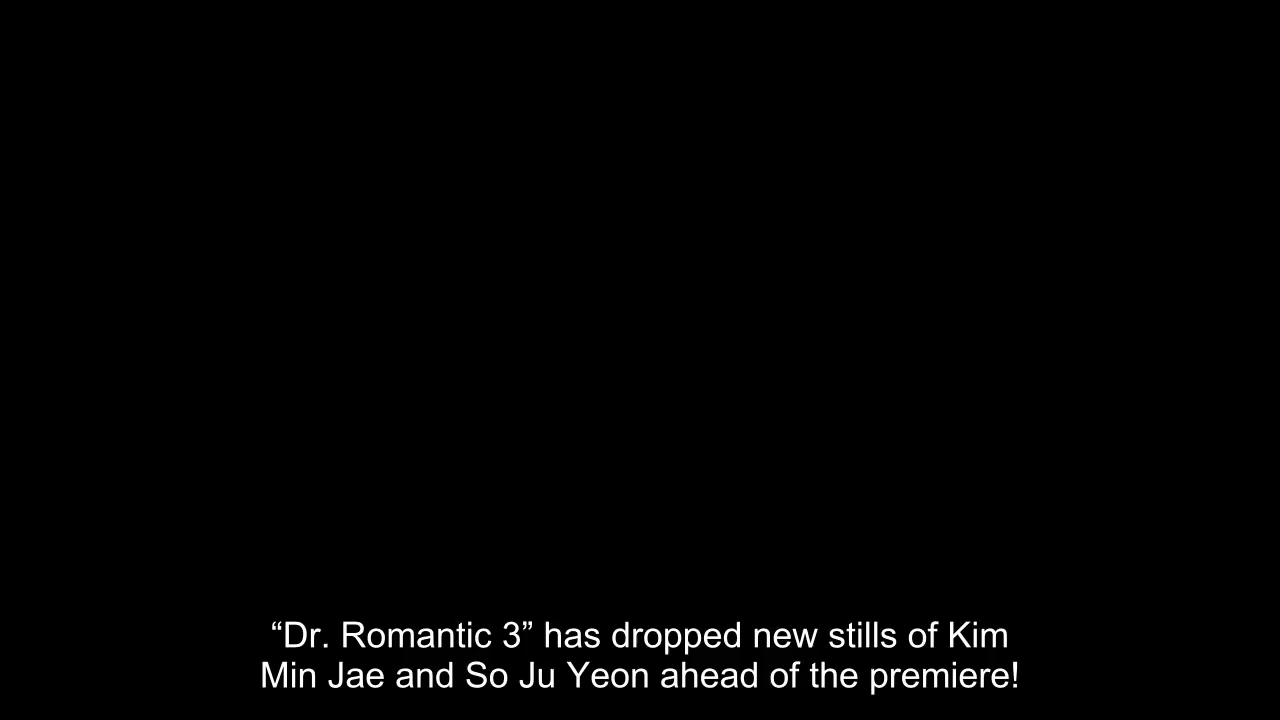 “Dr. Romantic 3” has dropped new stills of Kim
Min Jae and So Ju Yeon ahead of the premiere!